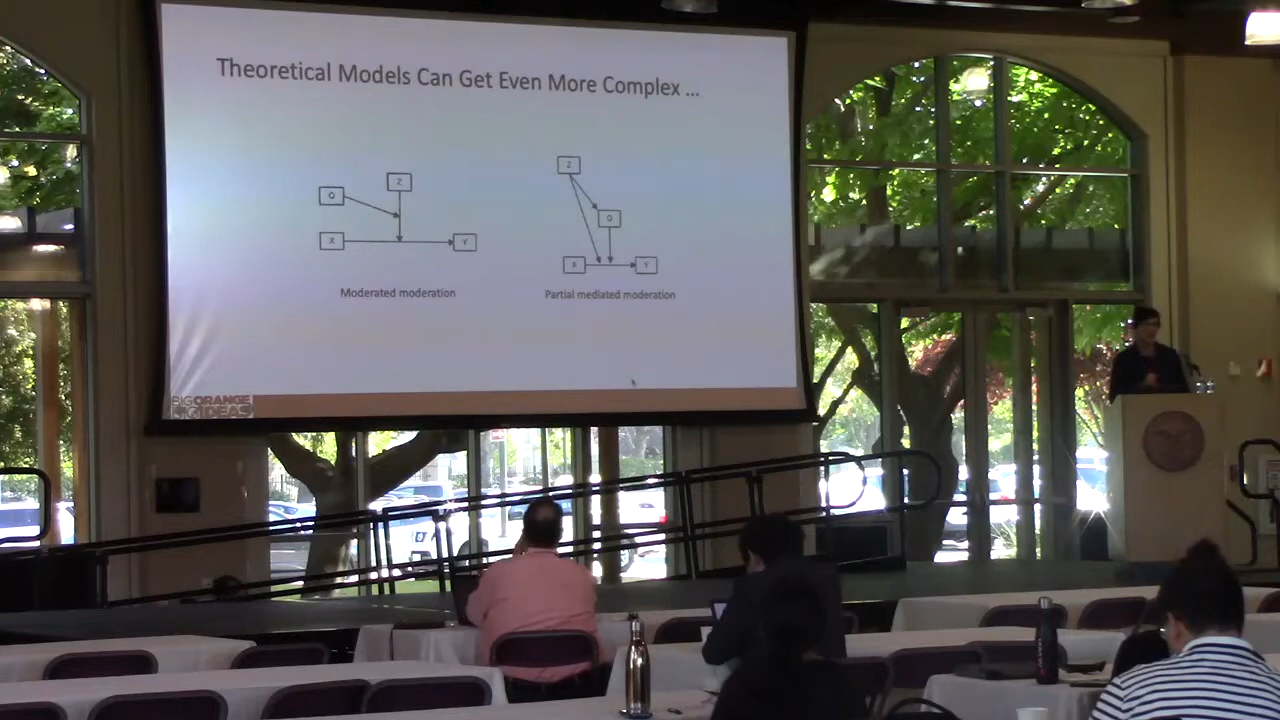 Theoretical Models Can Get Even More Complex ...
Q
Z
X
Y
Moderated moderation
Z
Q
X
Y
Partial mediated moderation
BIG ORANGE
BIG IDEAS